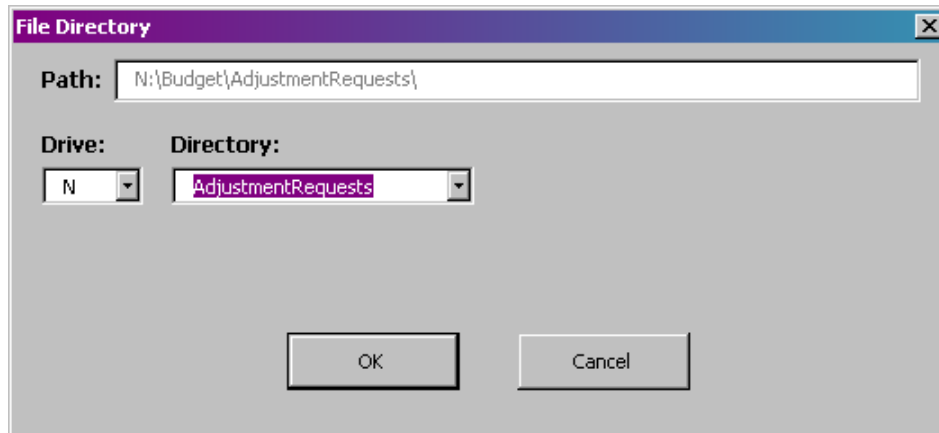 File Directory
Path: N:\Budget\AdjustmentRequests\
Drive: Directory:
N AdjustmentRequests
OK Cancel